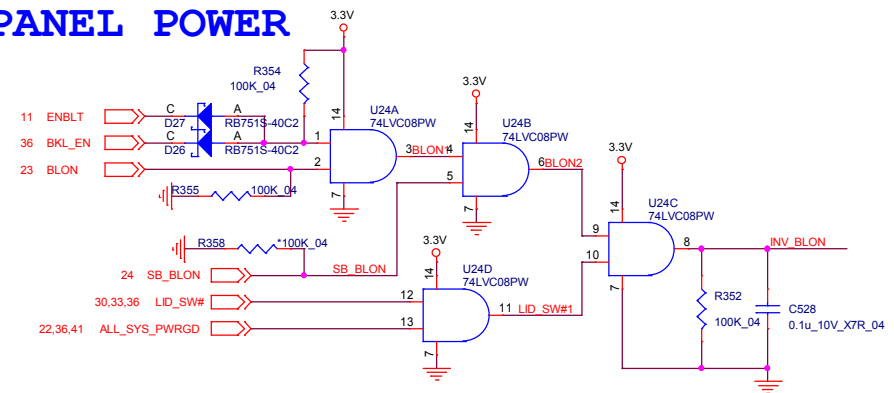 PANEL POWER
3.3V
R354
100K_04
3.3V
11 ENBLT
C
A
D27
RB751S-40C2
36 BKL_EN
C
A
D26
RB751S-40C2
23 BLON
14
U24A
74LVC08PW
1
2
3
BLON1
7
R355
100K_04
14
U24B
74LVC08PW
4
5
6
BLON2
7
3.3V
R358
*100K_04
24 SB_BLON
SB_BLON
3.3V
14
U24C
74LVC08PW
9
10
8
INV_BLON
7
30,33,36 LID_SW#
22,36,41 ALL_SYS_PWRGD
14
U24D
74LVC08PW
12
13
11
LID_SW#1
7
R352
100K_04
C528
0.1u_10V_X7R_04